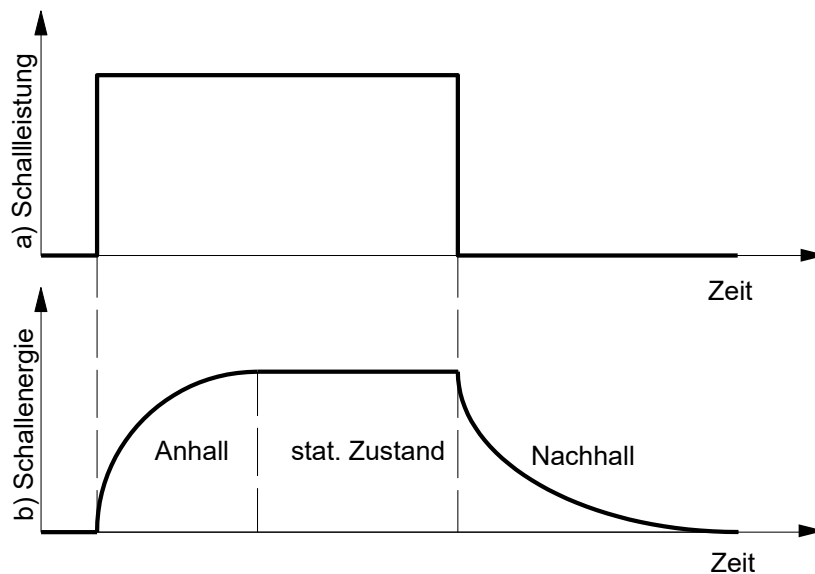 a) Schallleistung
Zeit
b) Schallenergie
Anhall
stat. Zustand
Nachhall
Zeit